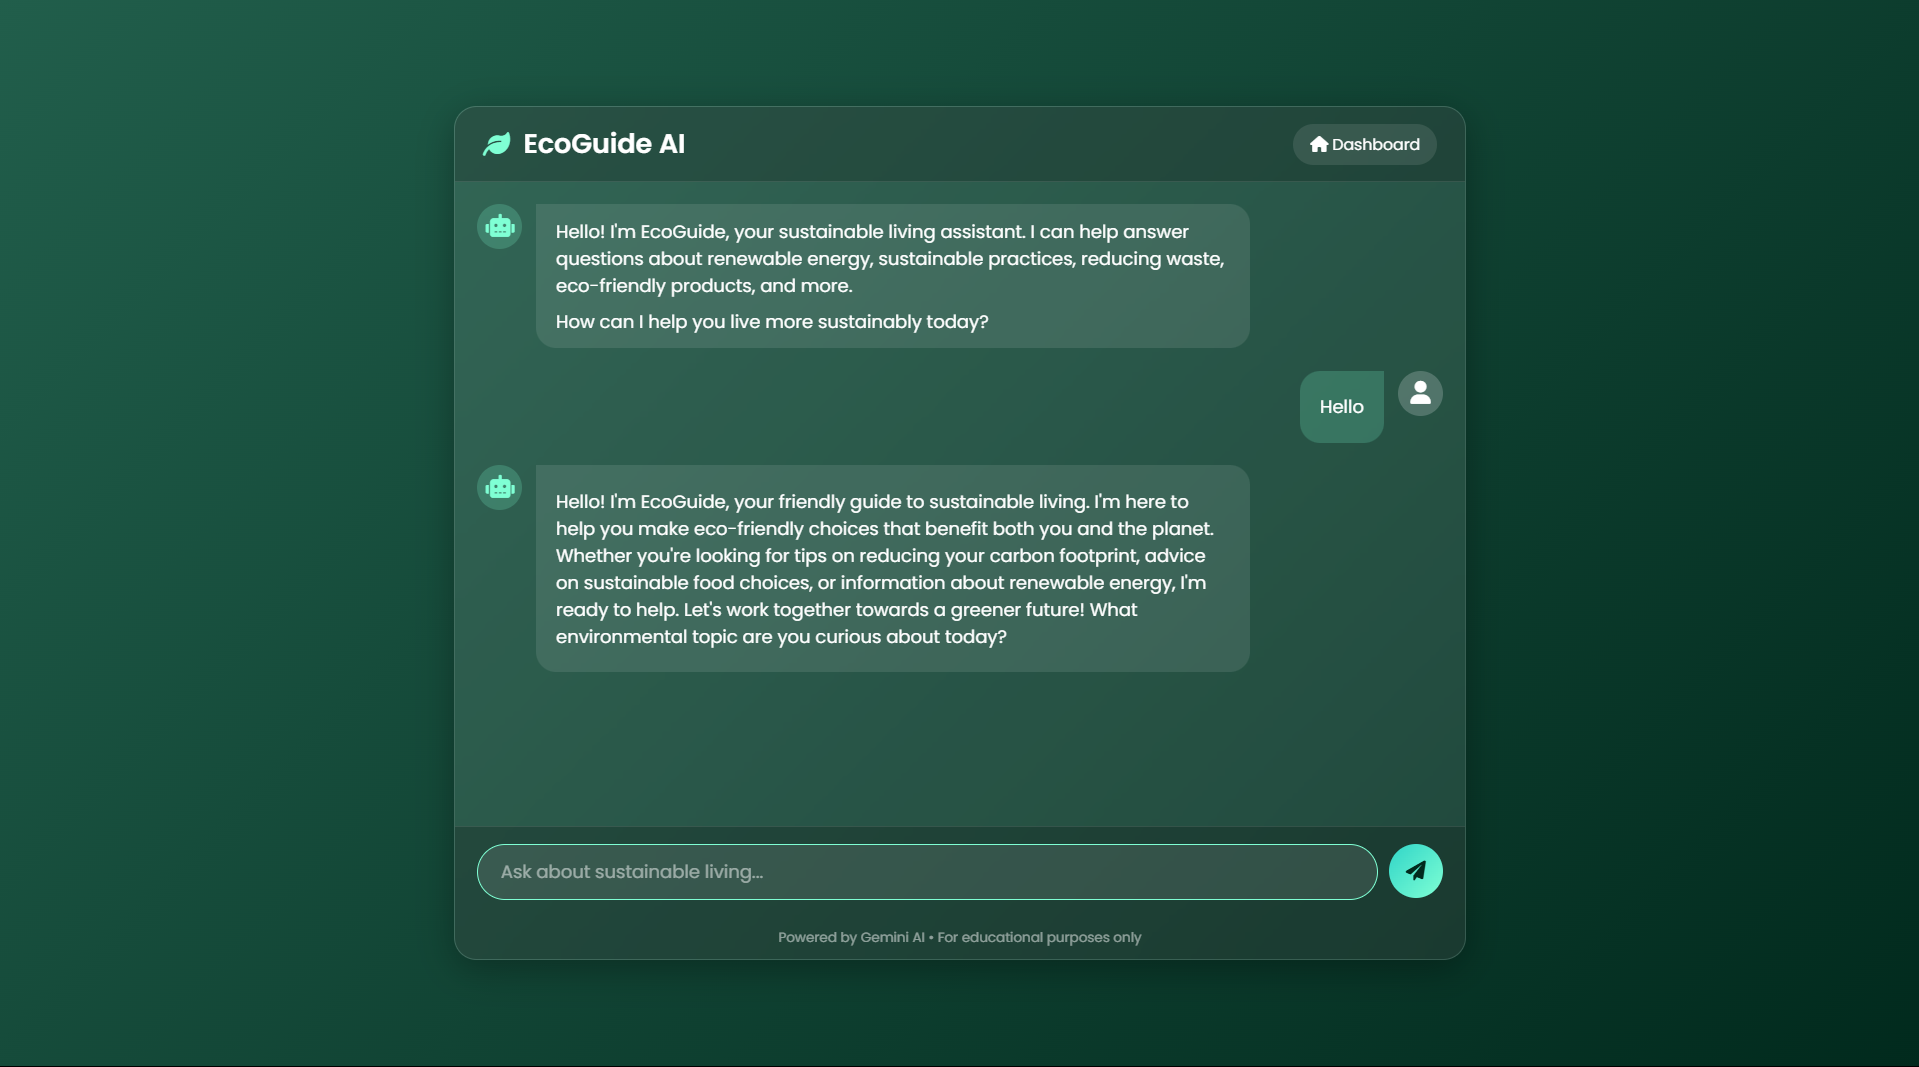 EcoGuide AI
Dashboard
Hello! I'm EcoGuide, your sustainable living assistant. I can help answer
questions about renewable energy, sustainable practices, reducing waste,
eco-friendly products, and more.
How can I help you live more sustainably today?
Hello
Hello! I'm EcoGuide, your friendly guide to sustainable living. I'm here to
help you make eco-friendly choices that benefit both you and the planet.
Whether you're looking for tips on reducing your carbon footprint, advice
on sustainable food choices, or information about renewable energy, I'm
ready to help. Let's work together towards a greener future! What
environmental topic are you curious about today?
Ask about sustainable living...
Powered by Gemini AI • For educational purposes only